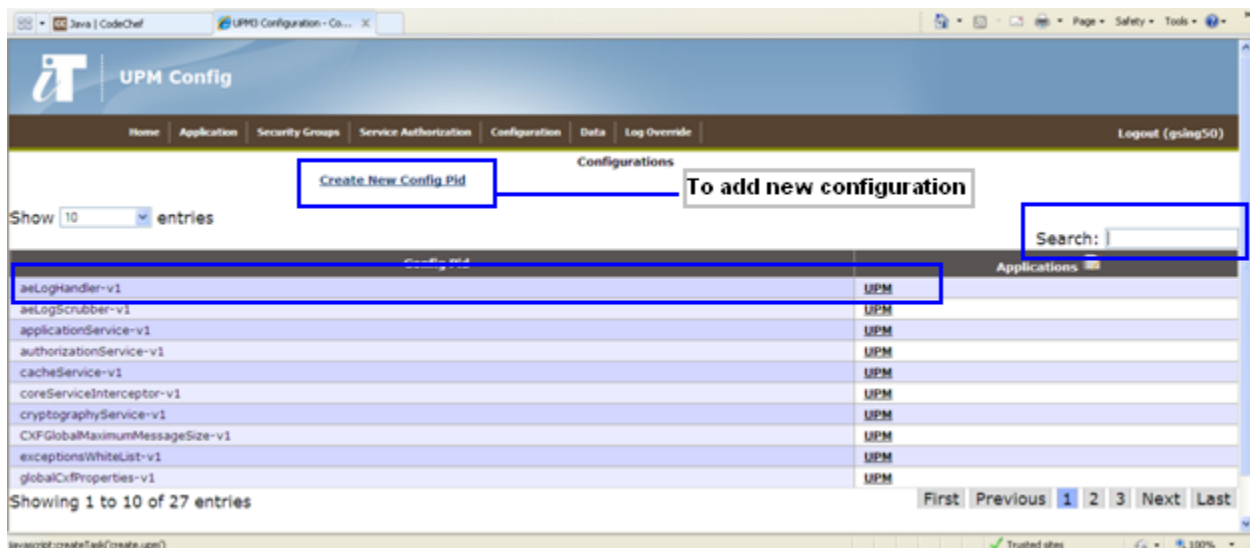 Java | CodeChef UPM3 Configuration - Co... X Page Safety Tools
iT UPM Config
Home Application Security Groups Service Authorization Configuration Data Log Override Logout (gsing50)
Configurations
Create New Config Pid To add new configuration
Show 10 entries
Search:
Config Pid Applications
aeLogHandler-v1 UPM
aeLogScrubber-v1 UPM
applicationService-v1 UPM
authorizationService-v1 UPM
cacheService-v1 UPM
coreServiceInterceptor-v1 UPM
cryptographyService-v1 UPM
CXFGlobalMaximumMessageSize-v1 UPM
exceptionsWhiteList-v1 UPM
globalCxfProperties-v1 UPM
Showing 1 to 10 of 27 entries First Previous 1 2 3 Next Last
javascript:createTask('create.upm') Trusted sites 100%